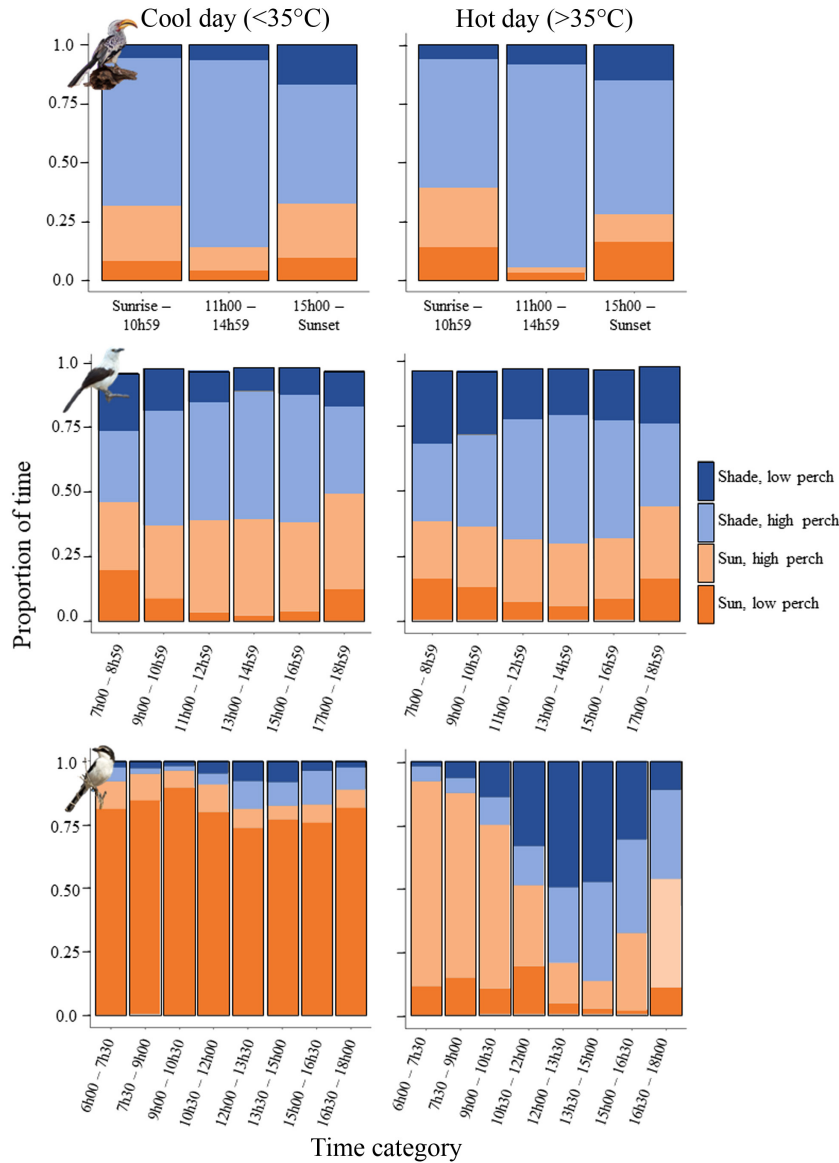 Cool day (<35°C)
Hot day (>35°C)
1.0
0.75
0.50
0.25
0.0
Sunrise –
10h59
11h00 –
14h59
15h00 –
Sunset
Sunrise –
10h59
11h00 –
14h59
15h00 –
Sunset
Proportion of time
1.0
0.75
0.50
0.25
0.0
7h00 – 8h59
9h00 – 10h59
11h00 – 12h59
13h00 – 14h59
15h00 – 16h59
17h00 – 18h59
7h00 – 8h59
9h00 – 10h59
11h00 – 12h59
13h00 – 14h59
15h00 – 16h59
17h00 – 18h59
Shade, low perch
Shade, high perch
Sun, high perch
Sun, low perch
1.0
0.75
0.50
0.25
0.0
6h00 – 7h30
7h30 – 9h00
9h00 – 10h30
10h30 – 12h00
12h00 – 13h30
13h30 – 15h00
15h00 – 16h30
16h30 – 18h00
6h00 – 7h30
7h30 – 9h00
9h00 – 10h30
10h30 – 12h00
12h00 – 13h30
13h30 – 15h00
15h00 – 16h30
16h30 – 18h00
Time category